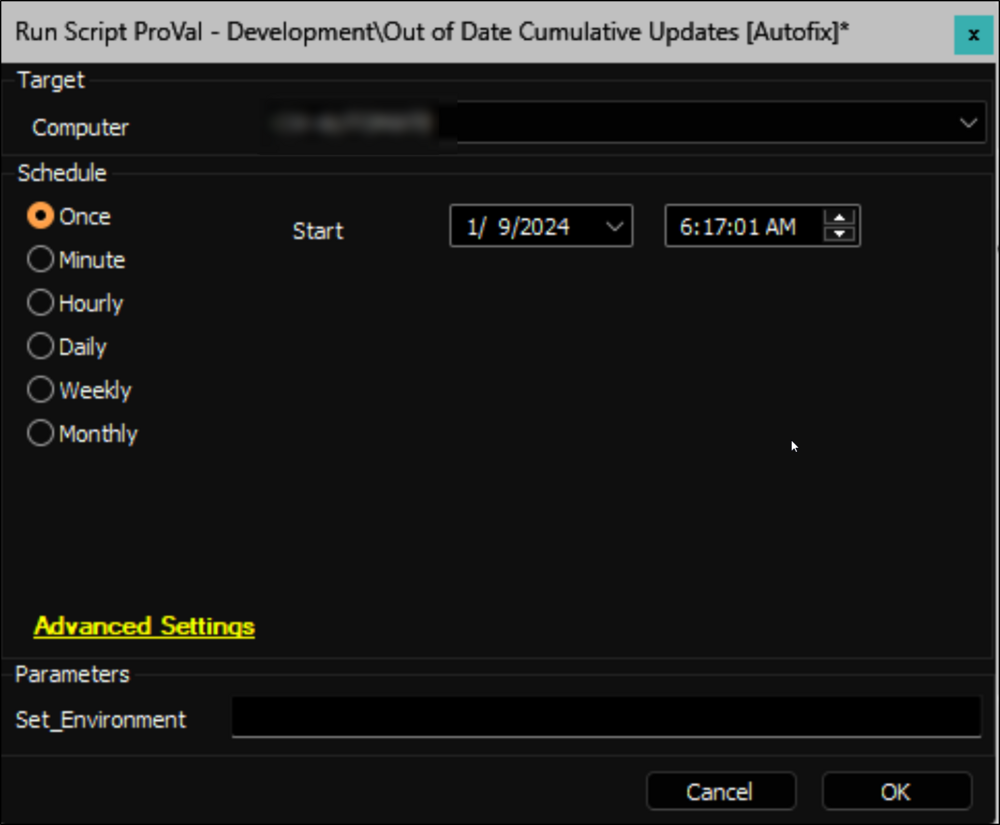 Run Script ProVal - Development\Out of Date Cumulative Updates [Autofix]* x
Target
Computer
Schedule
Once
Start 1/ 9/2024 6:17:01 AM
Minute
Hourly
Daily
Weekly
Monthly
Advanced Settings
Parameters
Set_Environment
Cancel OK